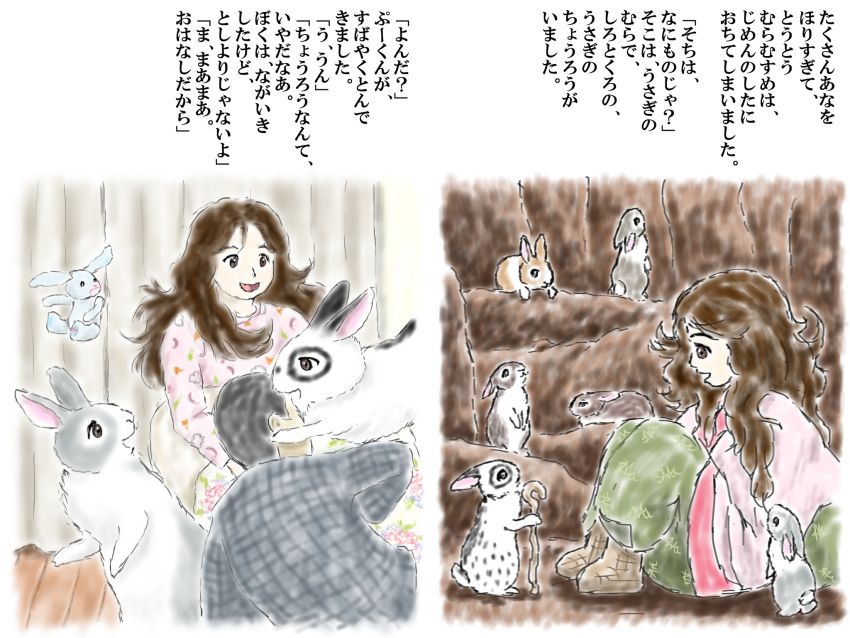 たくさんあなを
ほりすぎて、
とうとう
むらむすめは、
じめんのしたに
おちてしまいました。
「そちは、
なにものじゃ？」
そこは、うさぎの
むらで、
しろとくろの、
うさぎの
ちょうろうが
いました。
「よんだ？」
ぷーくんが、
すばやくとんで
きました。
「う、うん」
「ちょうろうなんて、
いやだなあ。
ぼくは、ながいき
したけど、
としよりじゃないよ」
「ま、まあまあ。
おはなしだから」